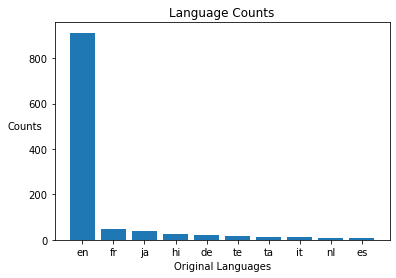 Language Counts
800
600
400
200
0
Counts
en fr ja hi de te ta it nl es
Original Languages